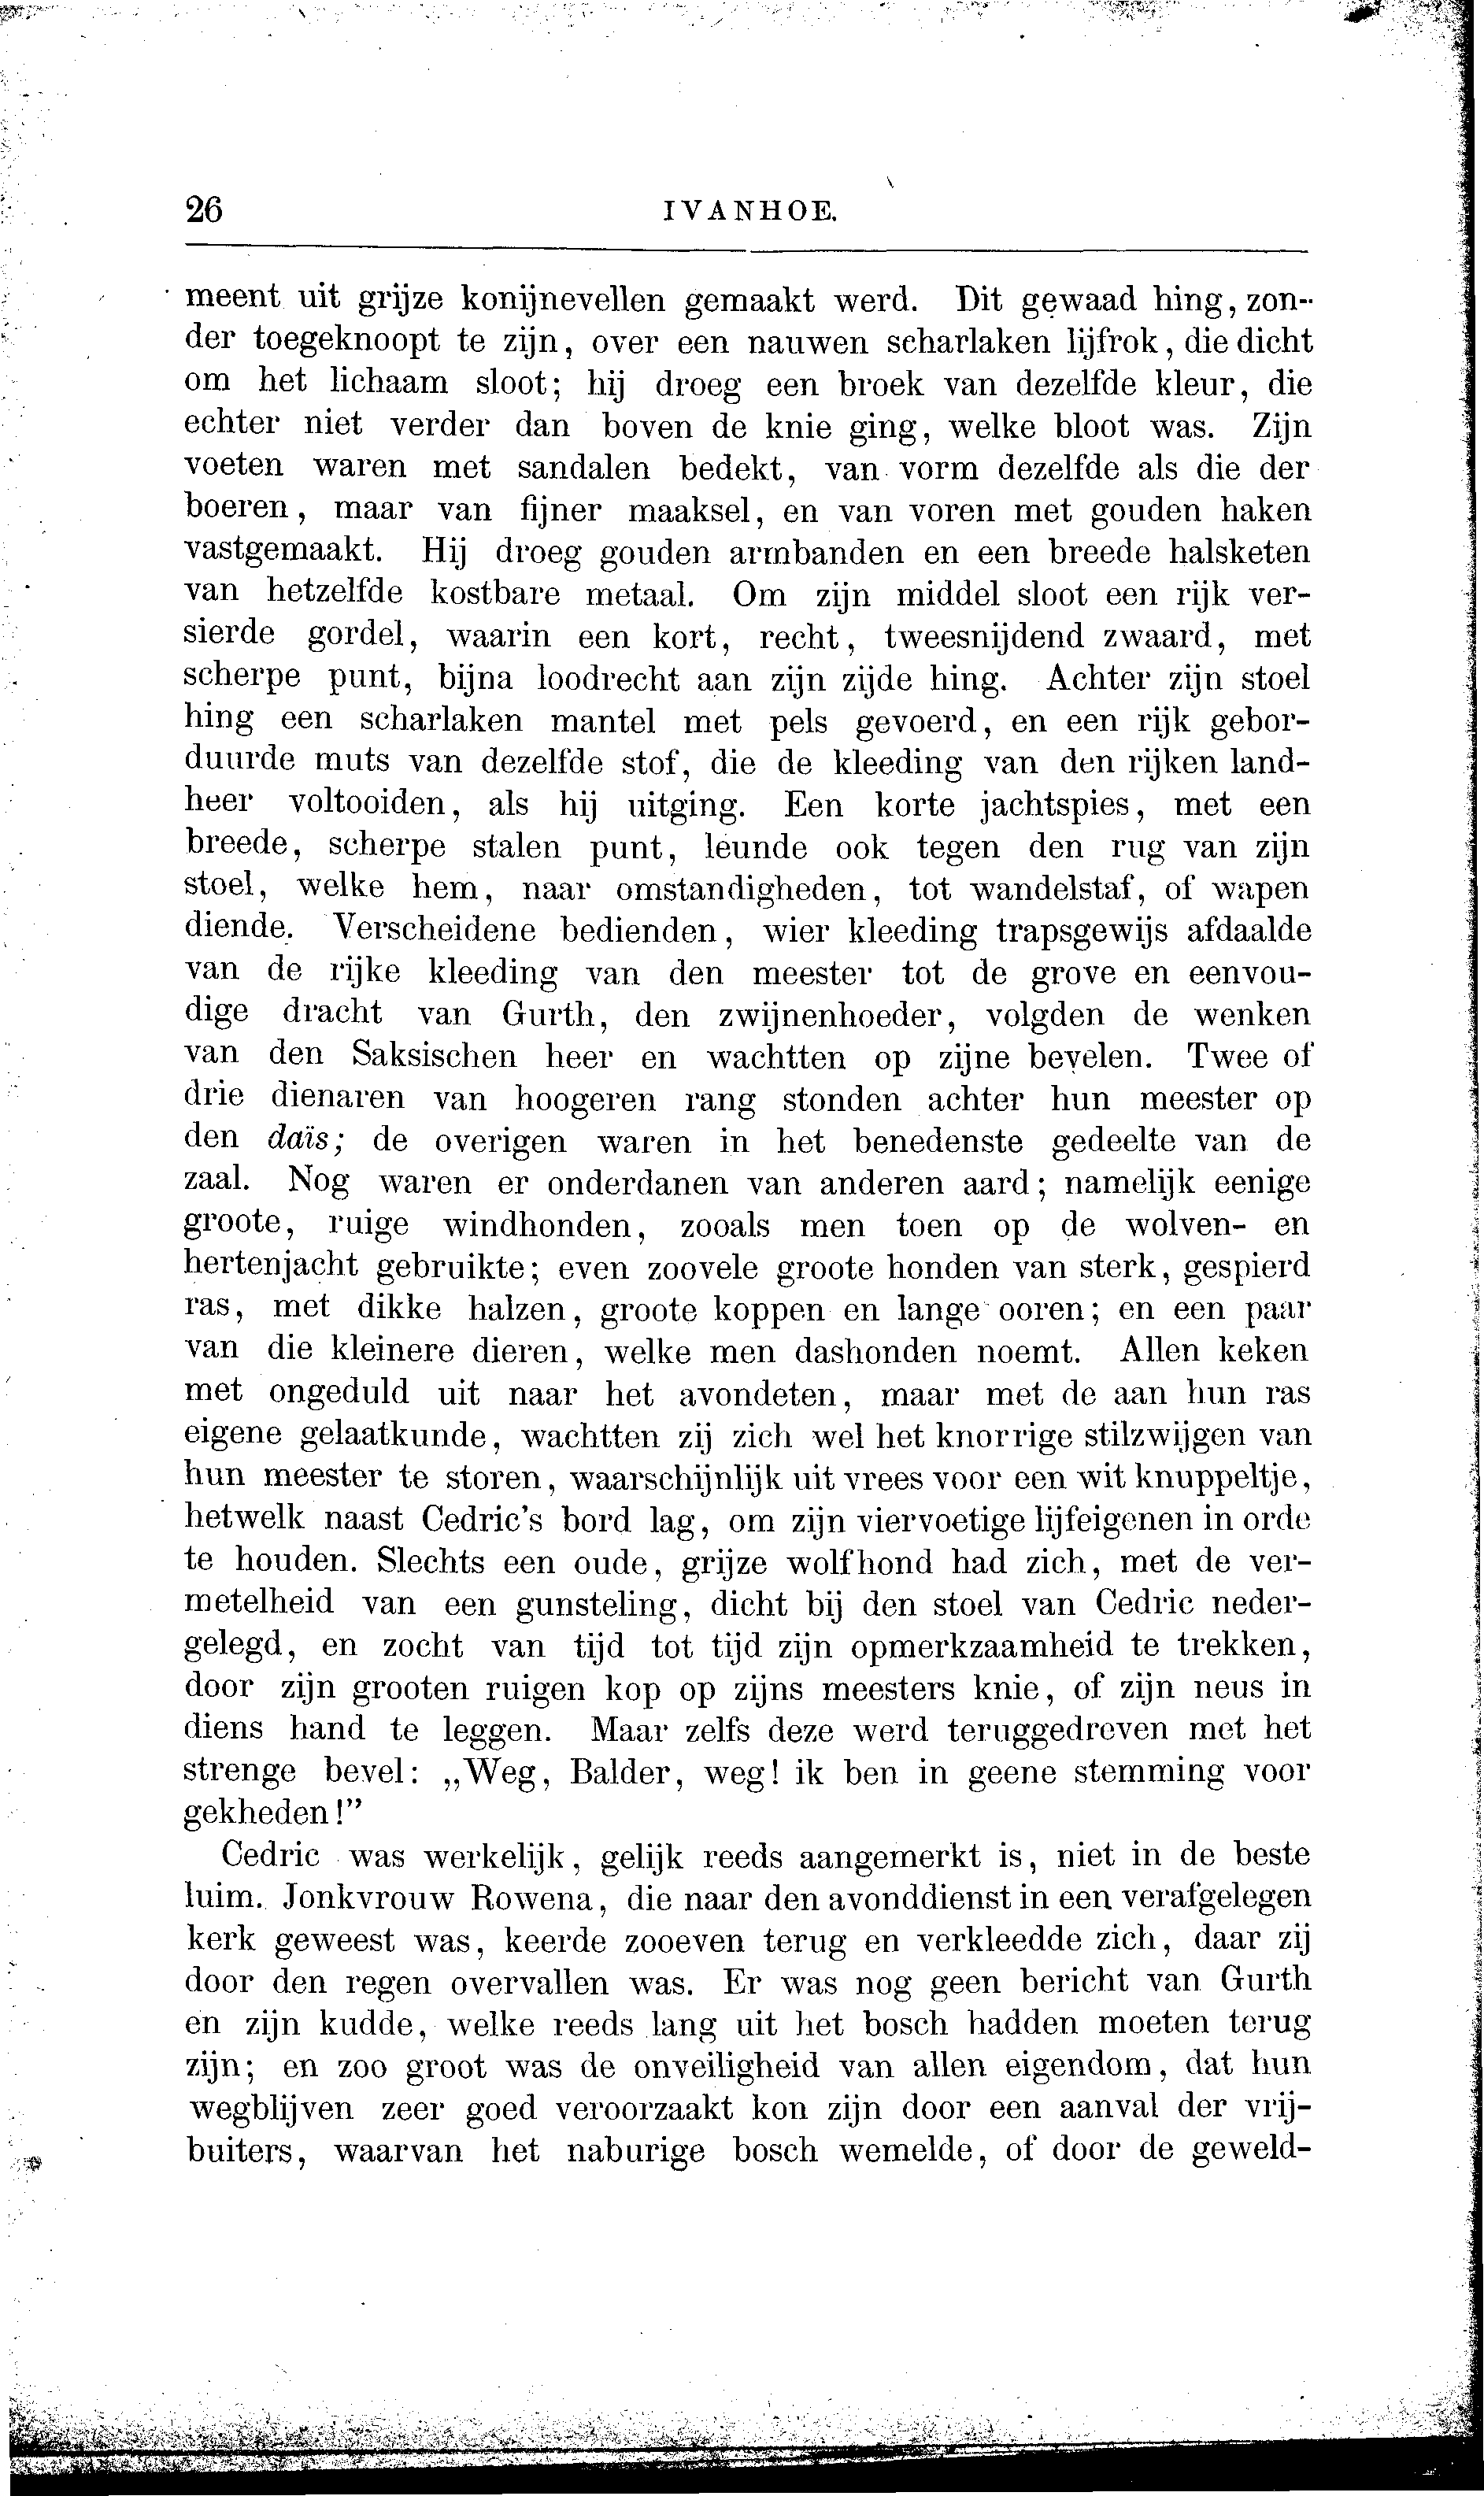 26 IVANHOE.
meent uit grijze konijnevellen gemaakt werd. Dit gewaad hing, zon-
der toegeknoopt te zijn, over een nauwen scharlaken lijfrok, die dicht
om het lichaam sloot; hij droeg een broek van dezelfde kleur, die
echter niet verder dan boven de knie ging, welke bloot was. Zijn
voeten waren met sandalen bedekt, van vorm dezelfde als die der
boeren, maar van fijner maaksel, en van voren met gouden haken
vastgemaakt. Hij droeg gouden armbanden en een breede halsketen
van hetzelfde kostbare metaal. Om zijn middel sloot een rijk ver-
sierde gordel, waarin een kort, recht, tweesnijdend zwaard, met
scherpe punt, bijna loodrecht aan zijn zijde hing. Achter zijn stoel
hing een scharlaken mantel met pels gevoerd, en een rijk gebor-
duurde muts van dezelfde stof, die de kleeding van den rijken land-
heer voltooiden, als hij uitging. Een korte jachtspies, met een
breede, scherpe stalen punt, leunde ook tegen den rug van zijn
stoel, welke hem, naar omstandigheden, tot wandelstaf, of wapen
diende. Verscheidene bedienden, wier kleeding trapsgewijs afdaalde
van de rijke kleeding van den meester tot de grove en eenvou-
dige dracht van Gurth, den zwijnenhoeder, volgden de wenken
van den Saksischen heer en wachtten op zijne bevelen. Twee of
drie dienaren van hoogeren rang stonden achter hun meester op
den daïs; de overigen waren in het benedenste gedeelte van de
zaal. Nog waren er onderdanen van anderen aard; namelijk eenige
groote, ruige windhonden, zooals men toen op de wolven- en
hertenjacht gebruikte; even zoovele groote honden van sterk, gespierd
ras, met dikke halzen, groote koppen en lange ooren; en een paar
van die kleinere dieren, welke men dashonden noemt. Allen keken
met ongeduld uit naar het avondeten, maar met de aan hun ras
eigene gelaatkunde, wachtten zij zich wel het knorrige stilzwijgen van
hun meester te storen, waarschijnlijk uit vrees voor een wit knuppeltje,
hetwelk naast Cedric's bord lag, om zijn viervoetige lijfeigenen in orde
te houden. Slechts een oude, grijze wolfhond had zich, met de ver-
metelheid van een gunsteling, dicht bij den stoel van Cedric neder-
gelegd, en zocht van tijd tot tijd zijn opmerkzaamheid te trekken,
door zijn grooten ruigen kop op zijns meesters knie, of zijn neus in
diens hand te leggen. Maar zelfs deze werd teruggedreven met het
strenge bevel: „Weg, Balder, weg! ik ben in geene stemming voor
gekheden!”
Cedric was werkelijk, gelijk reeds aangemerkt is, niet in de beste
luim. Jonkvrouw Rowena, die naar den avonddienst in een verafgelegen
kerk geweest was, keerde zooeven terug en verkleedde zich, daar zij
door den regen overvallen was. Er was nog geen bericht van Gurth
en zijn kudde, welke reeds lang uit het bosch hadden moeten terug
zijn; en zoo groot was de onveiligheid van allen eigendom, dat hun
wegblijven zeer goed veroorzaakt kon zijn door een aanval der vrij-
buiters, waarvan het naburige bosch wemelde, of door de geweld-